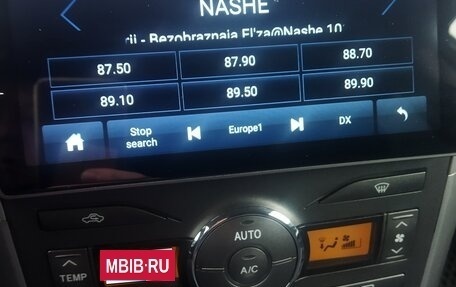 NASHE
rii - Bezobraznaja El'za@Nashe 10
87.50 87.90 88.70
89.10 89.50 89.90
Stop search Europe1 DX
AUTO
A/C
TEMP
MBIB.RU